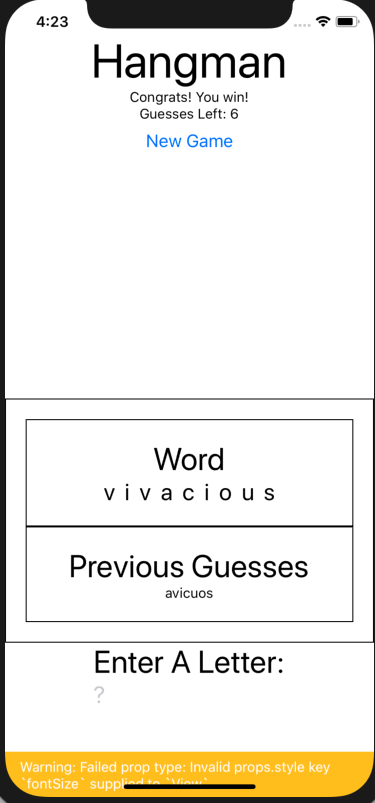 4:23
Hangman
Congrats! You win!
Guesses Left: 6
New Game
Word
v i v a c i o u s
Previous Guesses
avicuos
Enter A Letter:
?
Warning: Failed prop type: Invalid props.style key
`fontSize` supplied to `View`